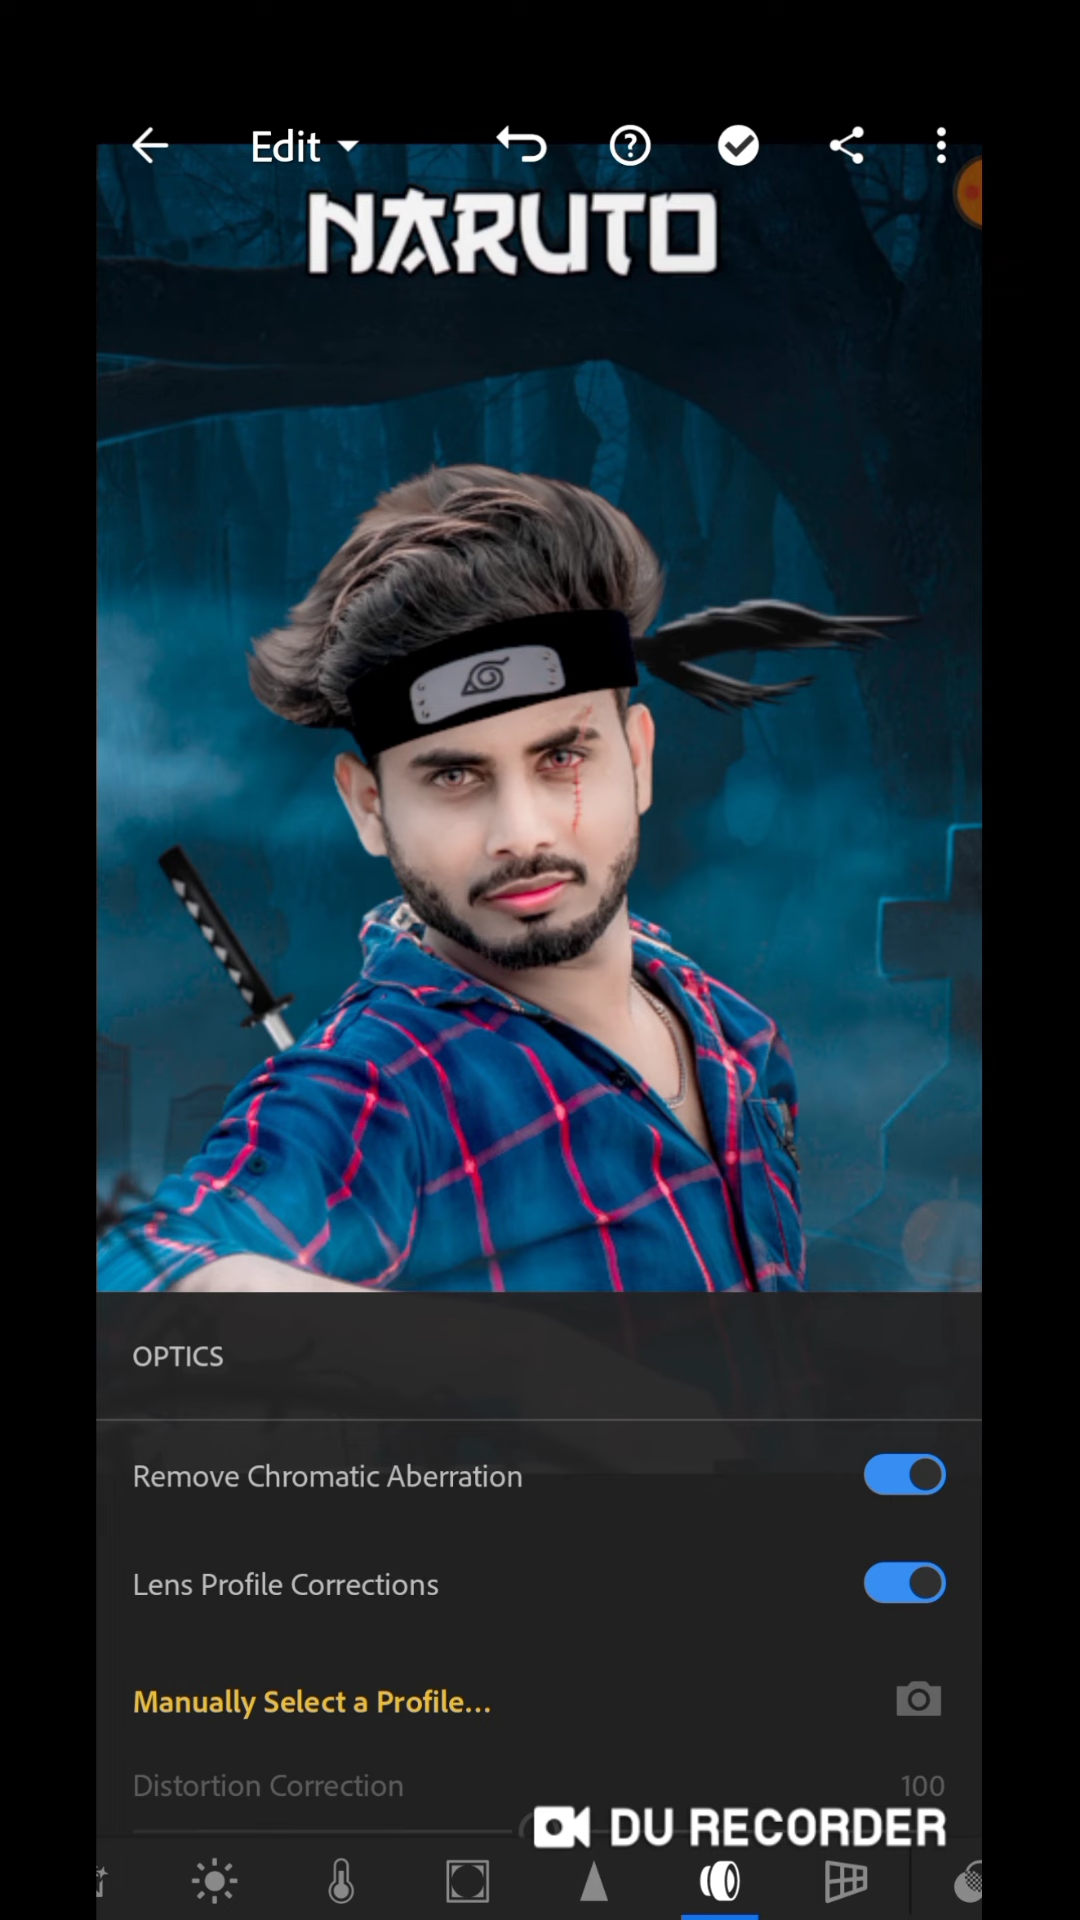 Edit
NARUTO
OPTICS
Remove Chromatic Aberration
Lens Profile Corrections
Manually Select a Profile...
Distortion Correction 100
DU RECORDER